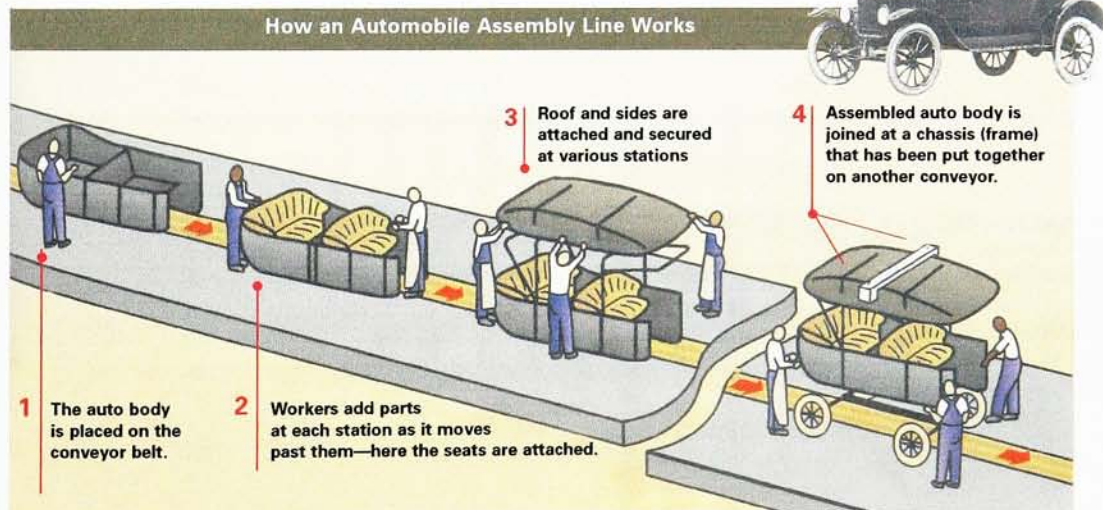 How an Automobile Assembly Line Works
1
The auto body
is placed on the
conveyor belt.
2
Workers add parts
at each station as it moves
past them—here the seats are attached.
3
Roof and sides are
attached and secured
at various stations
4
Assembled auto body is
joined at a chassis (frame)
that has been put together
on another conveyor.